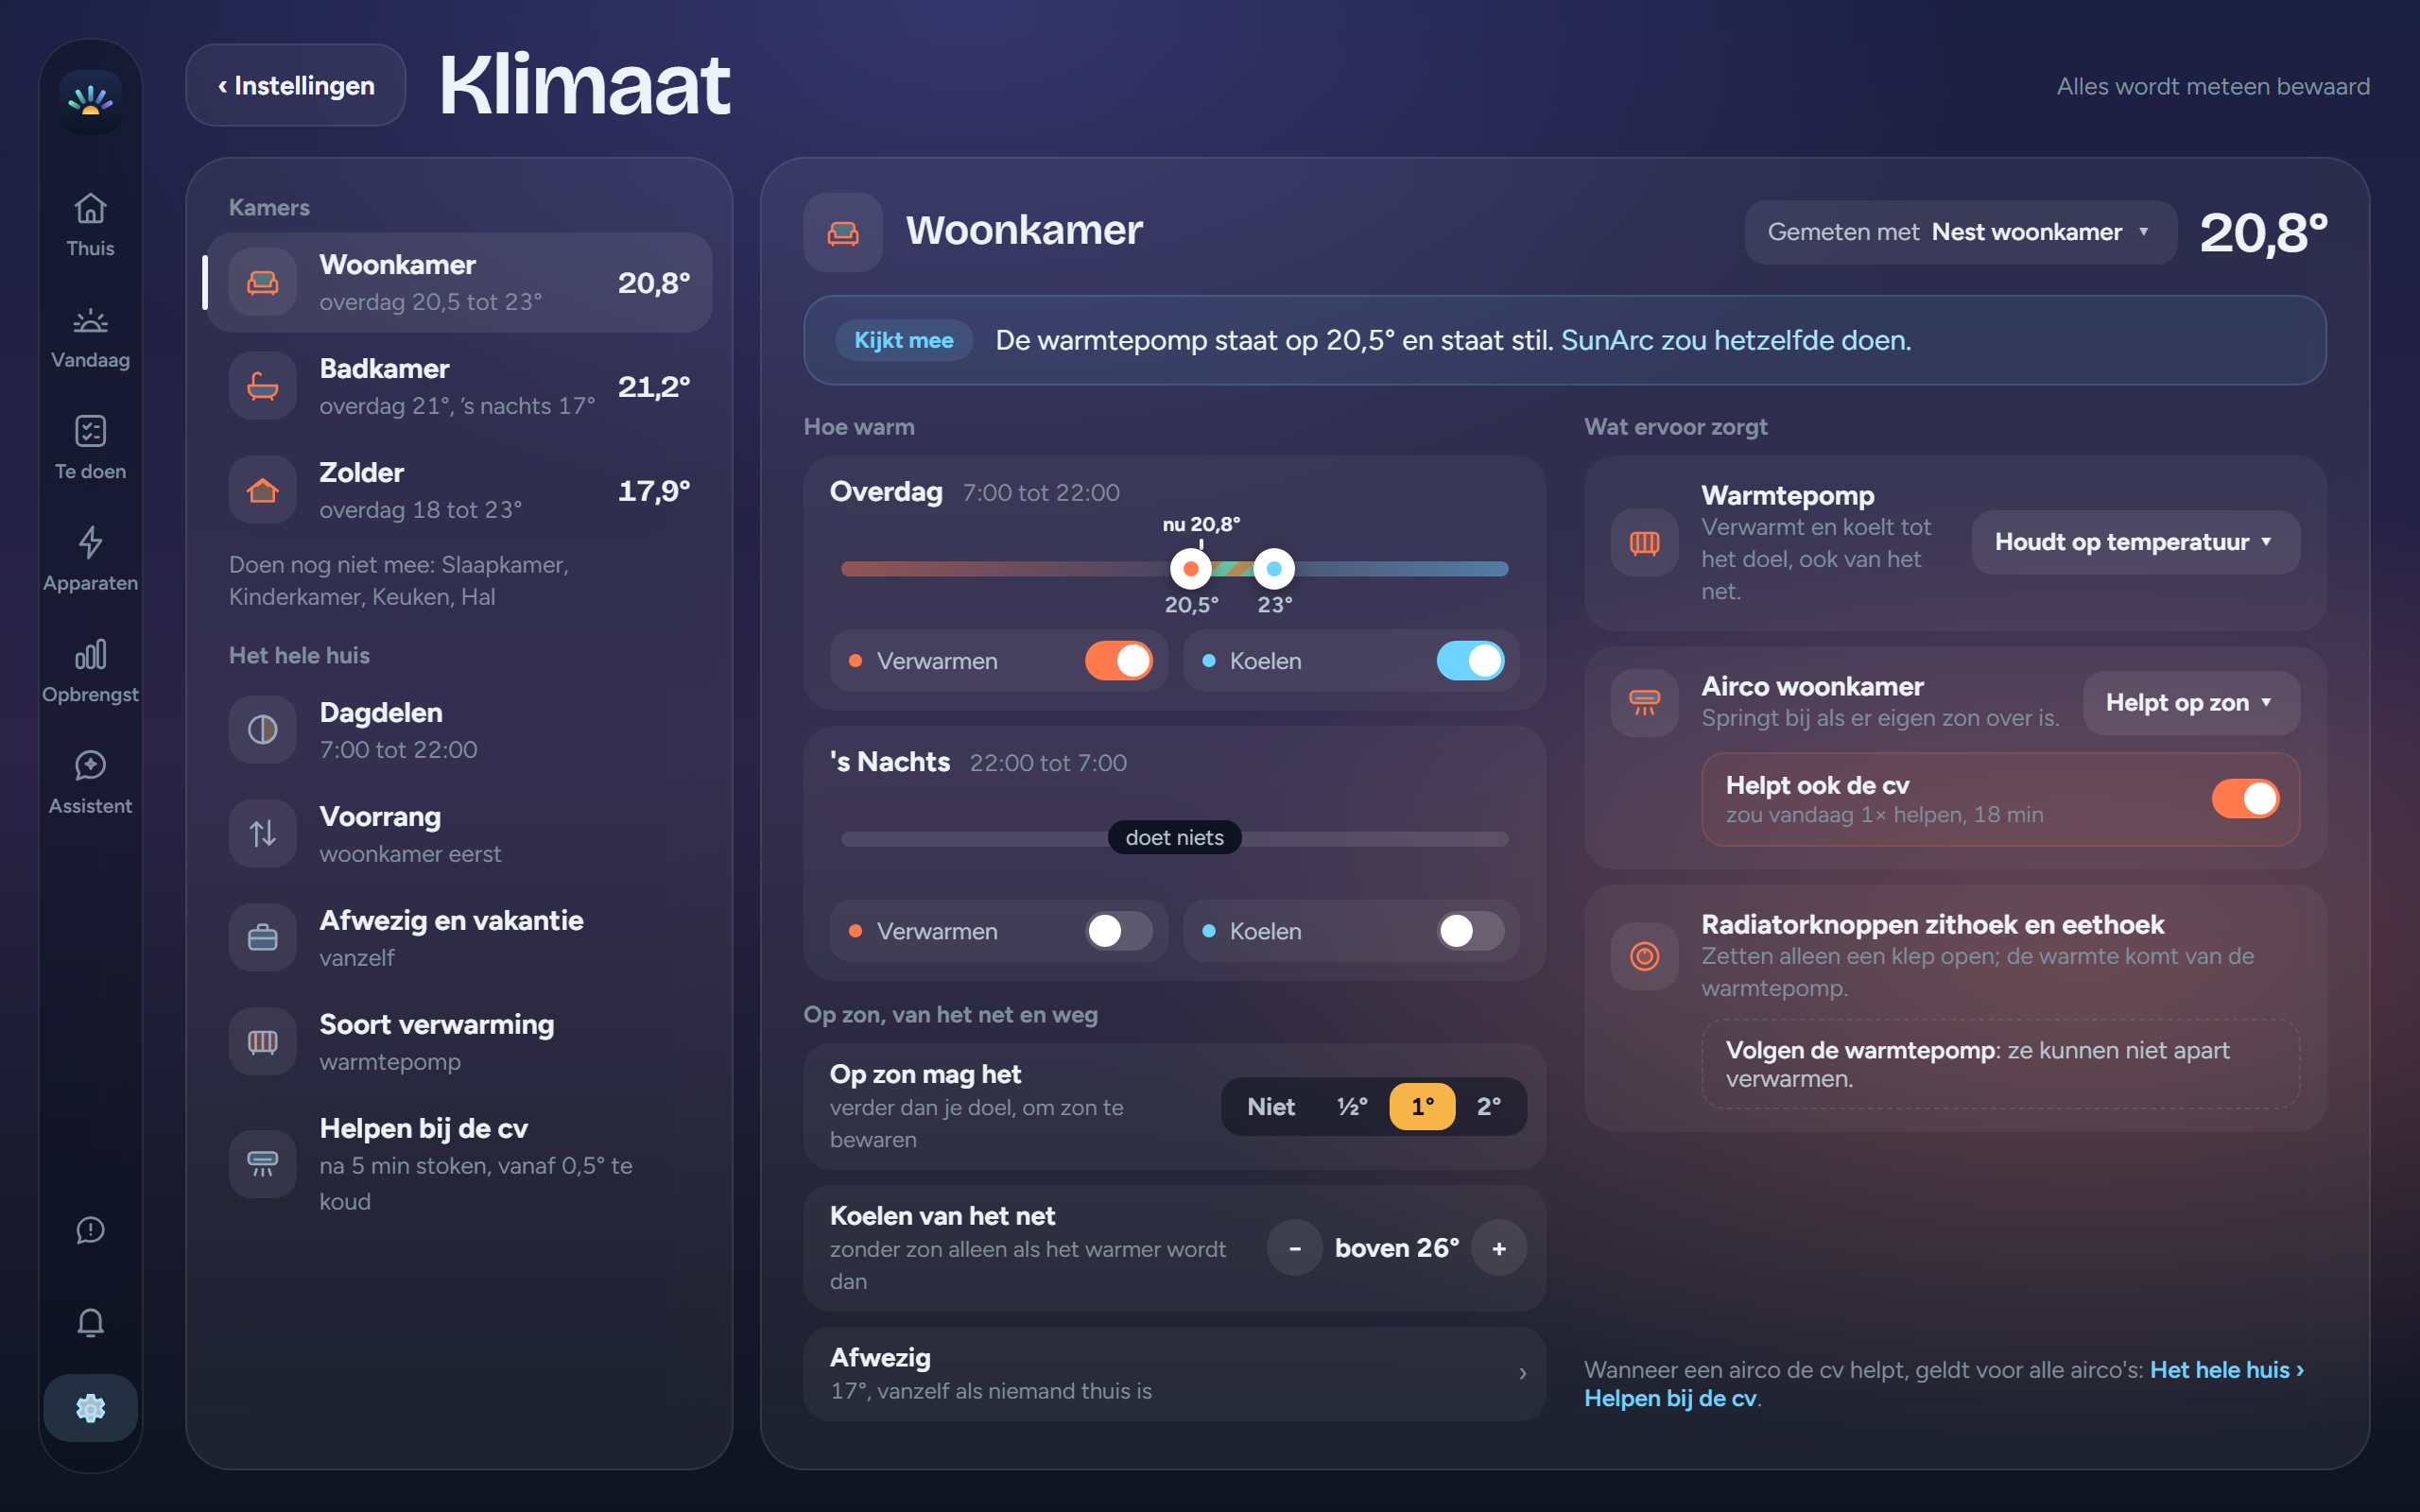 ‹ Instellingen
Klimaat
Alles wordt meteen bewaard
Thuis
Vandaag
Te doen
Apparaten
Opbrengst
Assistent
Kamers
Woonkamer
overdag 20,5 tot 23°
20,8°
Badkamer
overdag 21°, 's nachts 17°
21,2°
Zolder
overdag 18 tot 23°
17,9°
Doen nog niet mee: Slaapkamer,
Kinderkamer, Keuken, Hal
Het hele huis
Dagdelen
7:00 tot 22:00
Voorrang
woonkamer eerst
Afwezig en vakantie
vanzelf
Soort verwarming
warmtepomp
Helpen bij de cv
na 5 min stoken, vanaf 0,5° te
koud
Woonkamer
Gemeten met Nest woonkamer ▾
20,8°
Kijkt mee De warmtepomp staat op 20,5° en staat stil. SunArc zou hetzelfde doen.
Hoe warm
Overdag 7:00 tot 22:00
nu 20,8°
20,5° 23°
Verwarmen
Koelen
's Nachts 22:00 tot 7:00
doet niets
Verwarmen
Koelen
Op zon, van het net en weg
Op zon mag het
verder dan je doel, om zon te
bewaren
Niet ½° 1° 2°
Koelen van het net
zonder zon alleen als het warmer wordt
dan
– boven 26° +
Afwezig
17°, vanzelf als niemand thuis is
›
Wat ervoor zorgt
Warmtepomp
Verwarmt en koelt tot
het doel, ook van het
net.
Houdt op temperatuur ▾
Airco woonkamer
Springt bij als er eigen zon over is.
Helpt op zon ▾
Helpt ook de cv
zou vandaag 1× helpen, 18 min
Radiatorknoppen zithoek en eethoek
Zetten alleen een klep open; de warmte komt van de
warmtepomp.
Volgen de warmtepomp: ze kunnen niet apart
verwarmen.
Wanneer een airco de cv helpt, geldt voor alle airco's: Het hele huis ›
Helpen bij de cv.